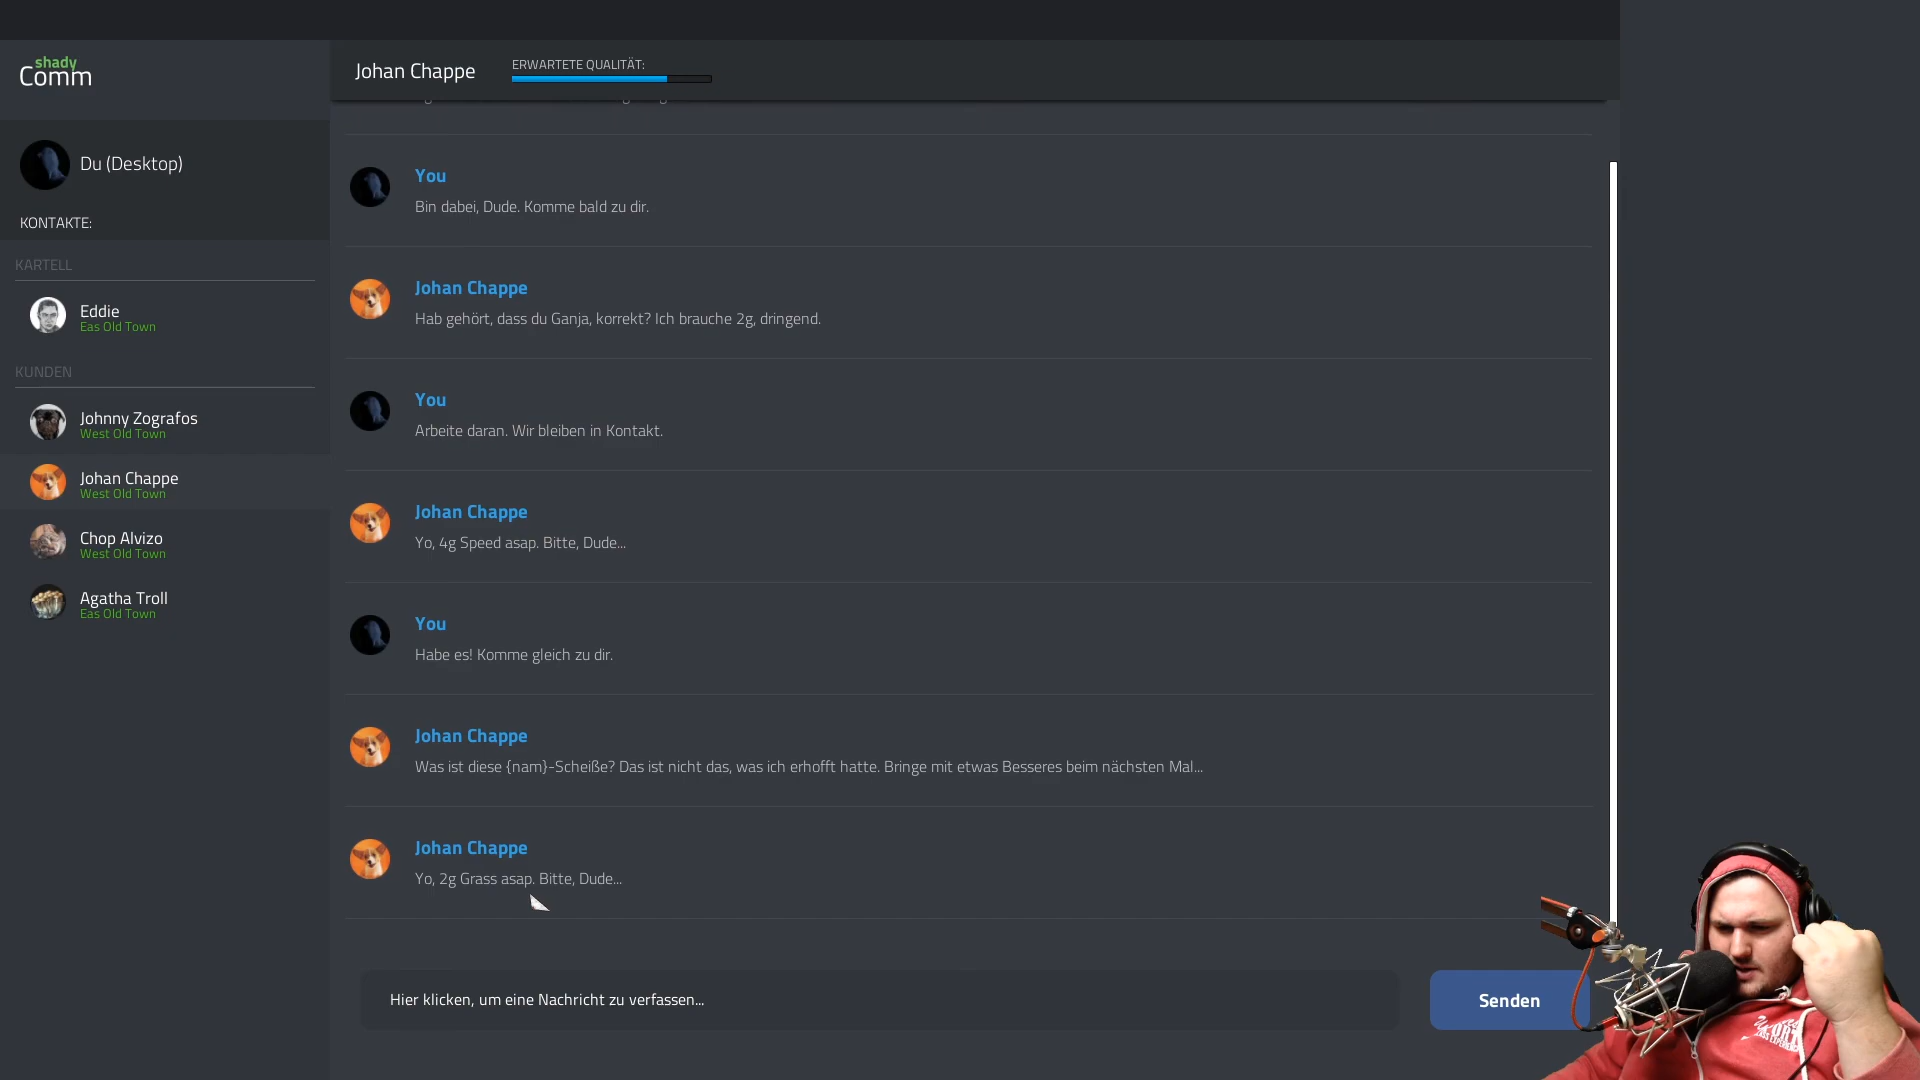 shady
Comm
Du (Desktop)
KONTAKTE:
KARTELL
Eddie
Eas Old Town
KUNDEN
Johnny Zografos
West Old Town
Johan Chappe
West Old Town
Chop Alvizo
West Old Town
Agatha Troll
Eas Old Town
Johan Chappe
ERWARTETE QUALITÄT:
You
Bin dabei, Dude. Komme bald zu dir.
Johan Chappe
Hab gehört, dass du Ganja, korrekt? Ich brauche 2g, dringend.
You
Arbeite daran. Wir bleiben in Kontakt.
Johan Chappe
Yo, 4g Speed asap. Bitte, Dude...
You
Habe es! Komme gleich zu dir.
Johan Chappe
Was ist diese {nam}-Scheiße? Das ist nicht das, was ich erhofft hatte. Bringe mit etwas Besseres beim nächsten Mal...
Johan Chappe
Yo, 2g Grass asap. Bitte, Dude...
Hier klicken, um eine Nachricht zu verfassen...
Senden